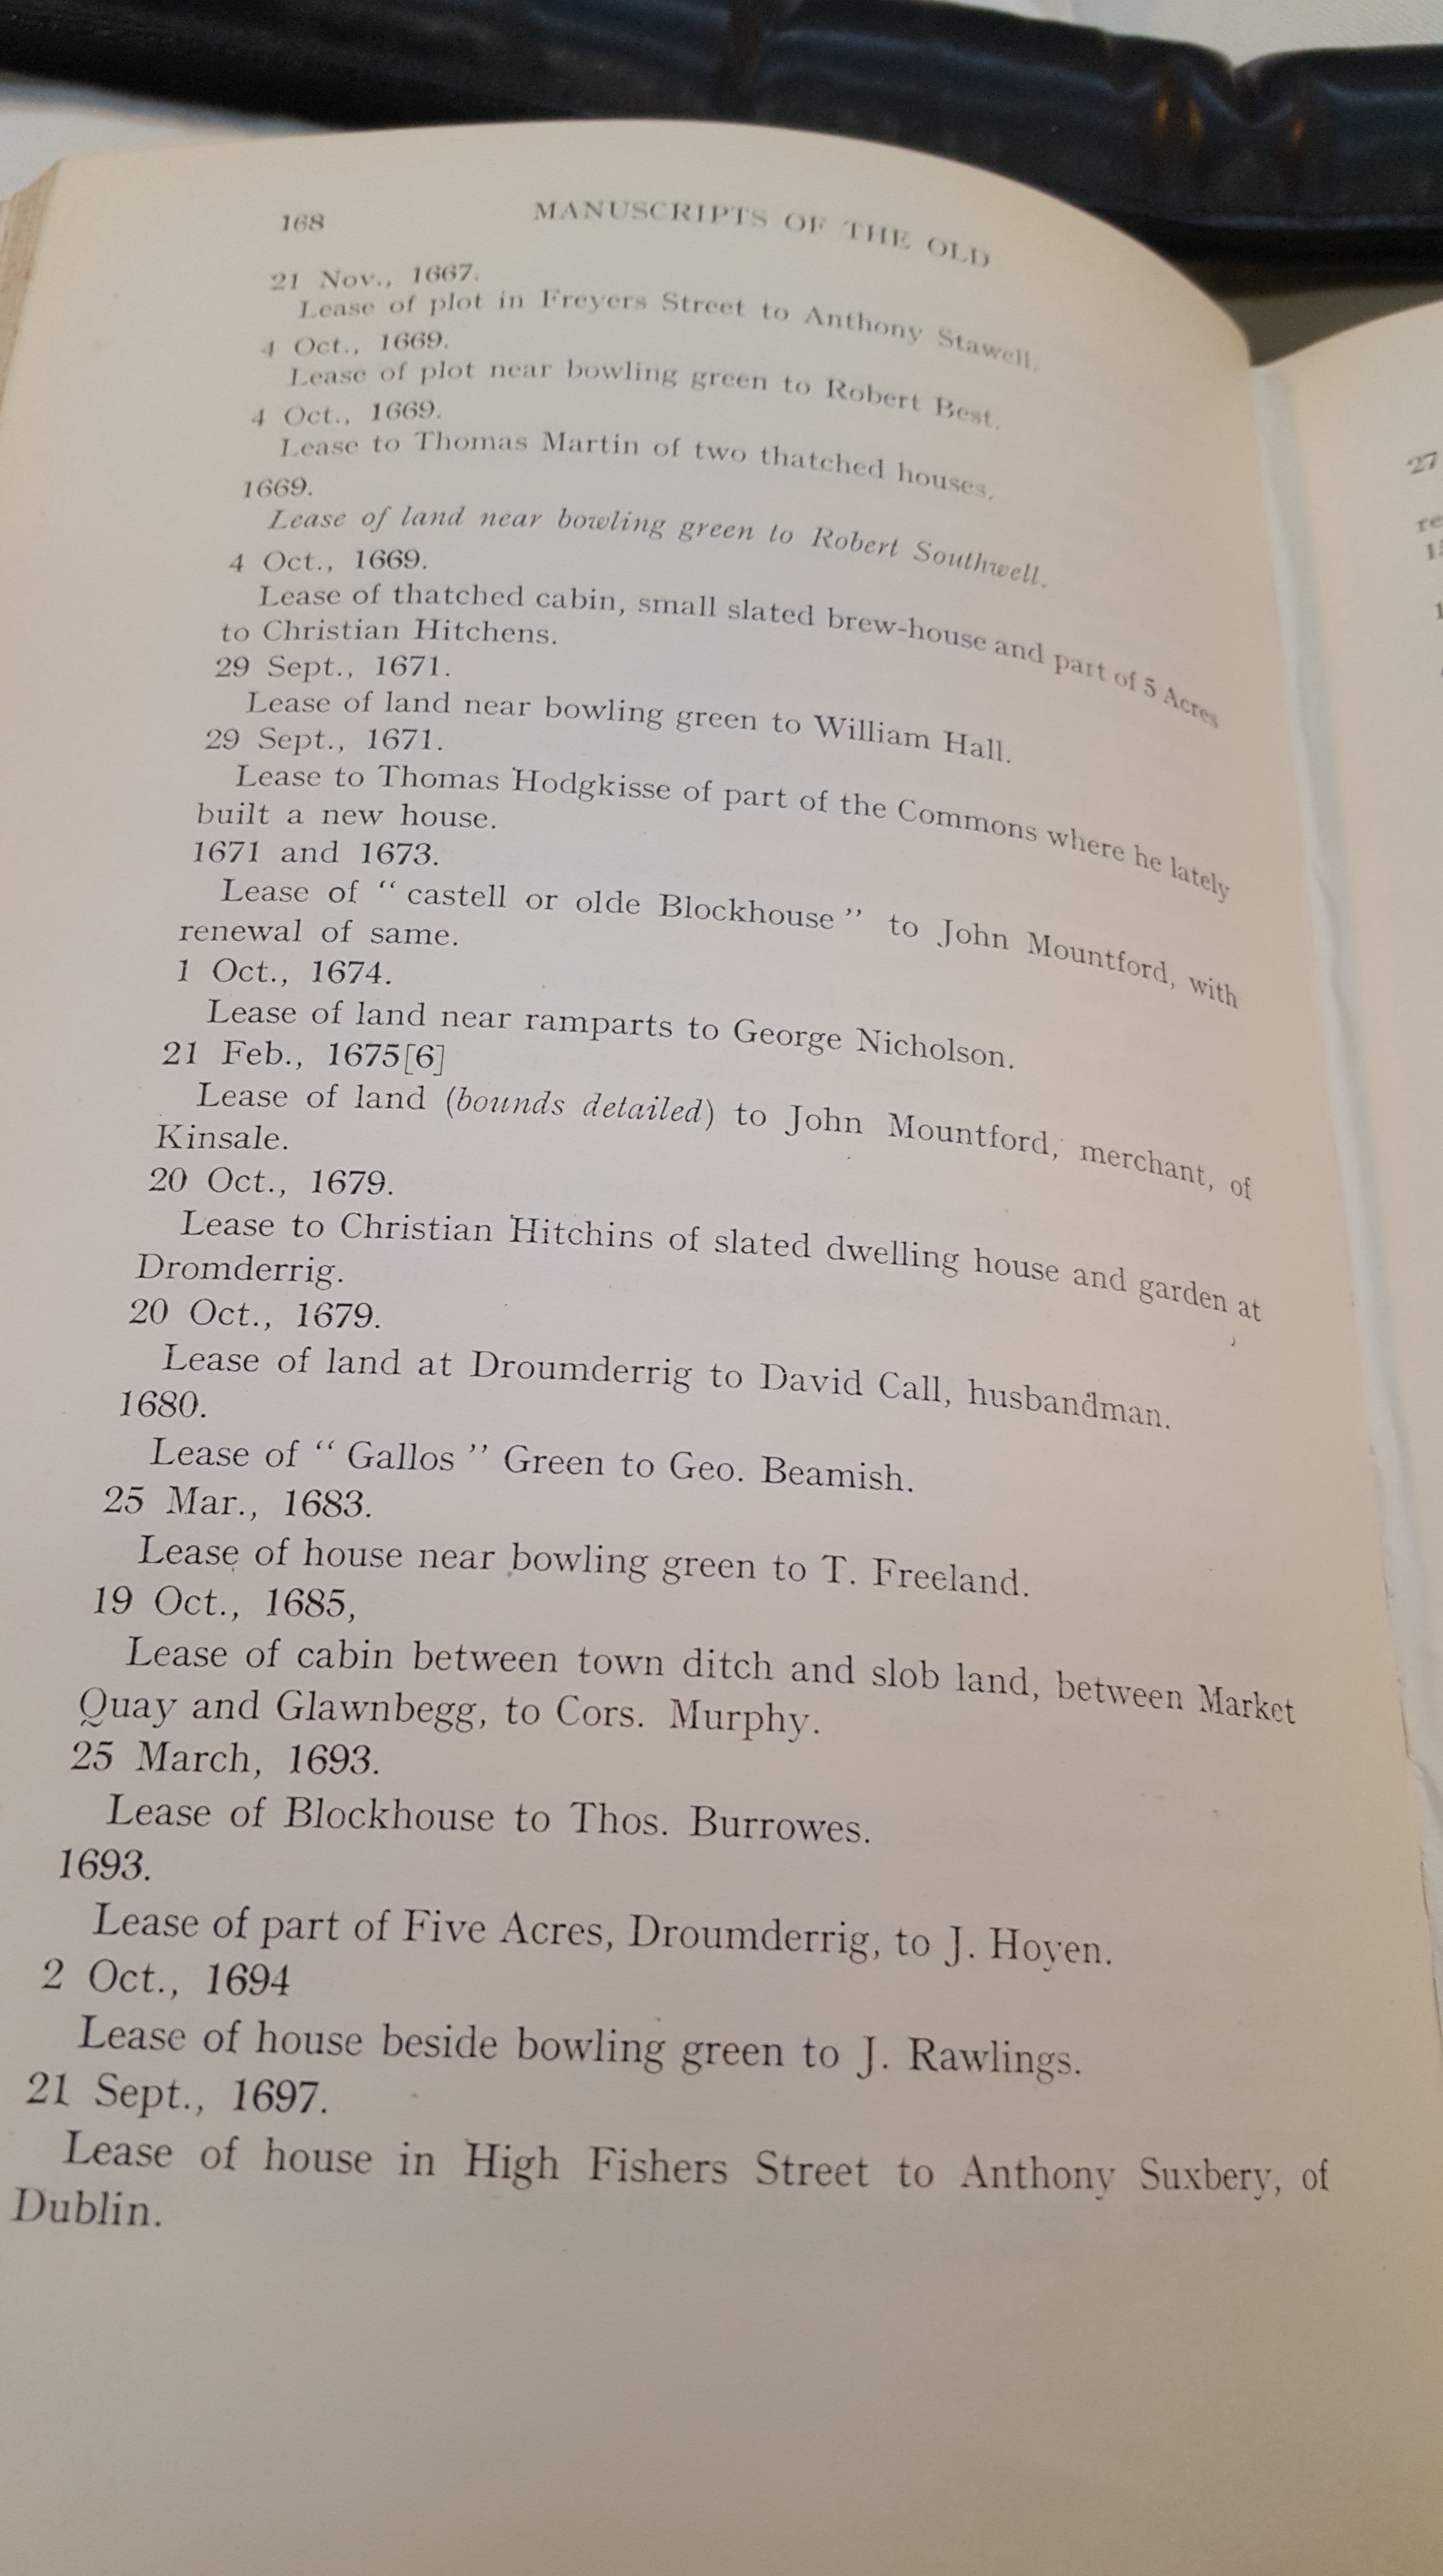 168 MANUSCRIPTS OF THE OLD
21 Nov., 1667.
Lease of plot in Freyers Street to Anthony Stawell.
4 Oct., 1669.
Lease of plot near bowling green to Robert Best.
4 Oct., 1669.
Lease to Thomas Martin of two thatched houses.
1669.
Lease of land near bowling green to Robert Southwell.
4 Oct., 1669.
Lease of thatched cabin, small slated brew-house and part of 5 Acres
to Christian Hitchens.
29 Sept., 1671.
Lease of land near bowling green to William Hall.
29 Sept., 1671.
Lease to Thomas Hodgkisse of part of the Commons where he lately
built a new house.
1671 and 1673.
Lease of “ castell or olde Blockhouse ” to John Mountford, with
renewal of same.
1 Oct., 1674.
Lease of land near ramparts to George Nicholson.
21 Feb., 1675[6]
Lease of land (bounds detailed) to John Mountford, merchant, of
Kinsale.
20 Oct., 1679.
Lease to Christian Hitchins of slated dwelling house and garden at
Dromderrig.
20 Oct., 1679.
Lease of land at Droumderrig to David Call, husbandman.
1680.
Lease of “ Gallos ” Green to Geo. Beamish.
25 Mar., 1683.
Lease of house near bowling green to T. Freeland.
19 Oct., 1685,
Lease of cabin between town ditch and slob land, between Market
Quay and Glawnbegg, to Cors. Murphy.
25 March, 1693.
Lease of Blockhouse to Thos. Burrowes.
1693.
Lease of part of Five Acres, Droumderrig, to J. Hoyen.
2 Oct., 1694
Lease of house beside bowling green to J. Rawlings.
21 Sept., 1697.
Lease of house in High Fishers Street to Anthony Suxbery, of
Dublin.
27
re